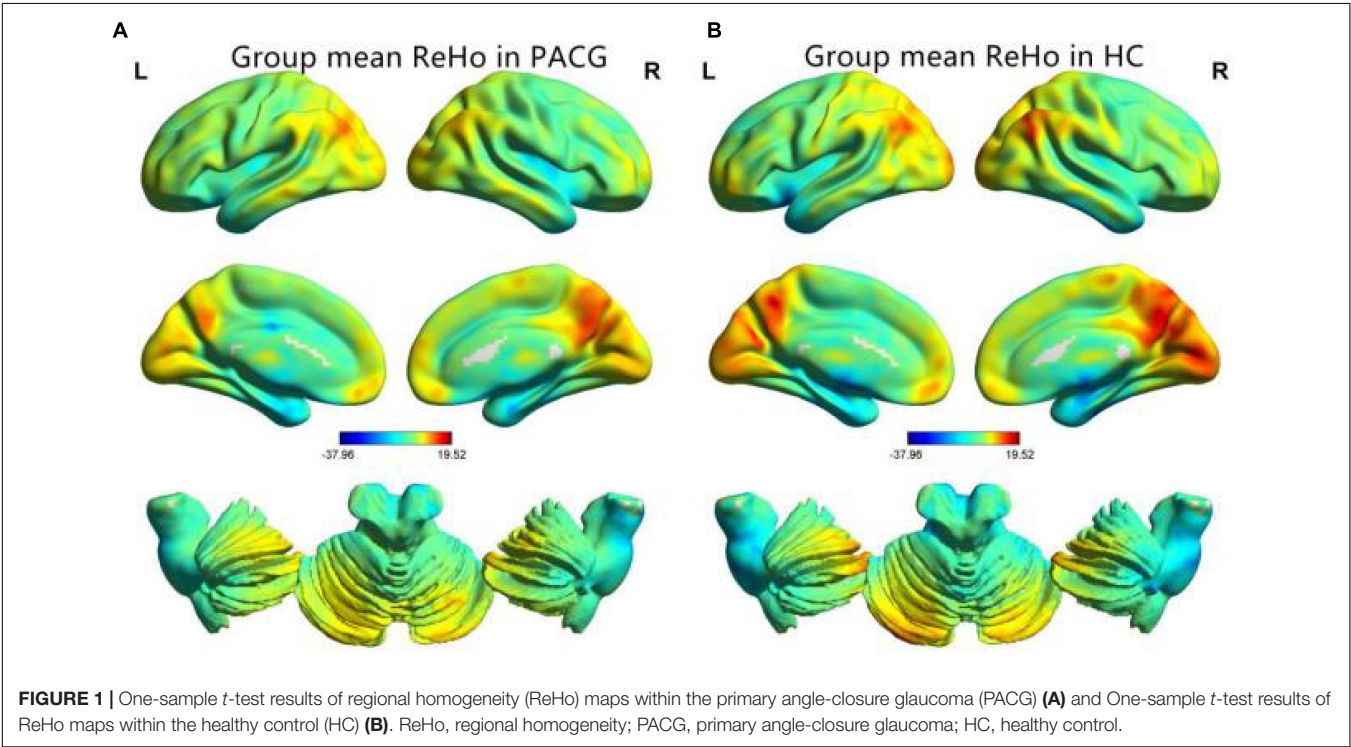 A
Group mean ReHo in PACG
L
R
-37.96
19.52
B
Group mean ReHo in HC
L
R
-37.96
19.52
FIGURE 1 | One-sample t-test results of regional homogeneity (ReHo) maps within the primary angle-closure glaucoma (PACG) (A) and One-sample t-test results of
ReHo maps within the healthy control (HC) (B). ReHo, regional homogeneity; PACG, primary angle-closure glaucoma; HC, healthy control.